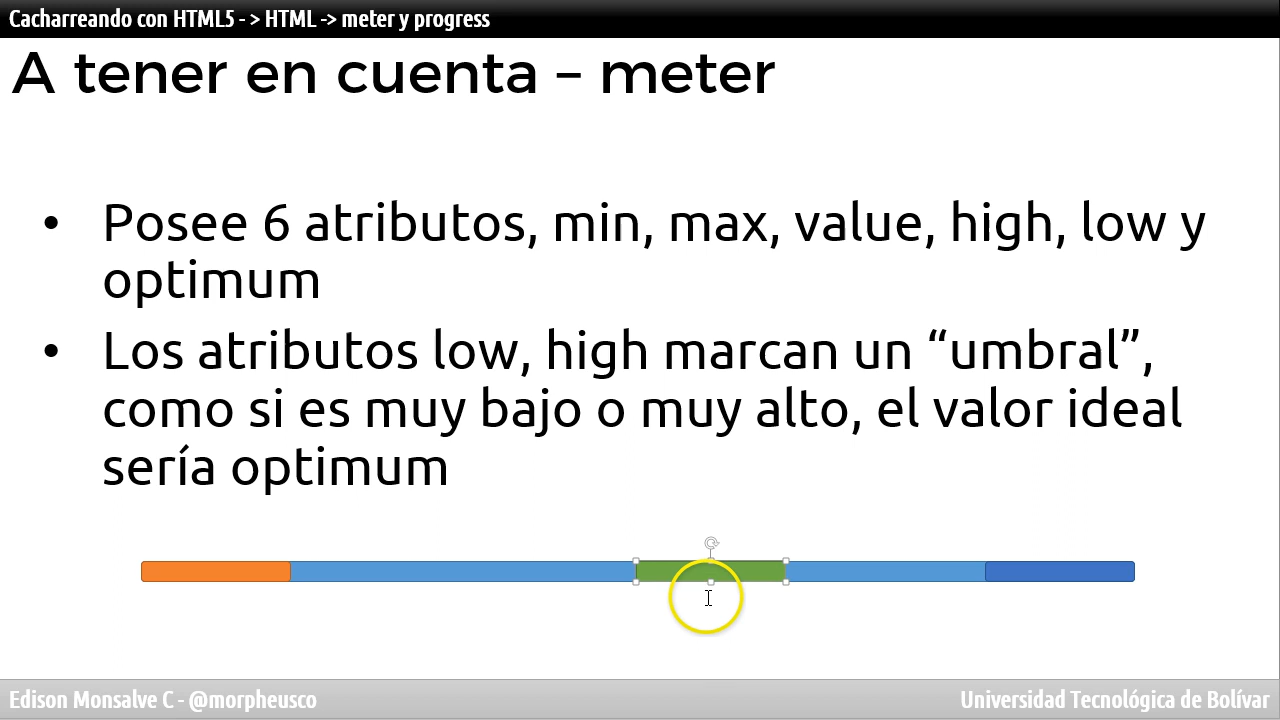 Cacharreando con HTML5 - > HTML -> meter y progress
A tener en cuenta – meter
• Posee 6 atributos, min, max, value, high, low y
optimum
• Los atributos low, high marcan un “umbral”,
como si es muy bajo o muy alto, el valor ideal
sería optimum
Edison Monsalve C - @morpheusco
Universidad Tecnológica de Bolívar